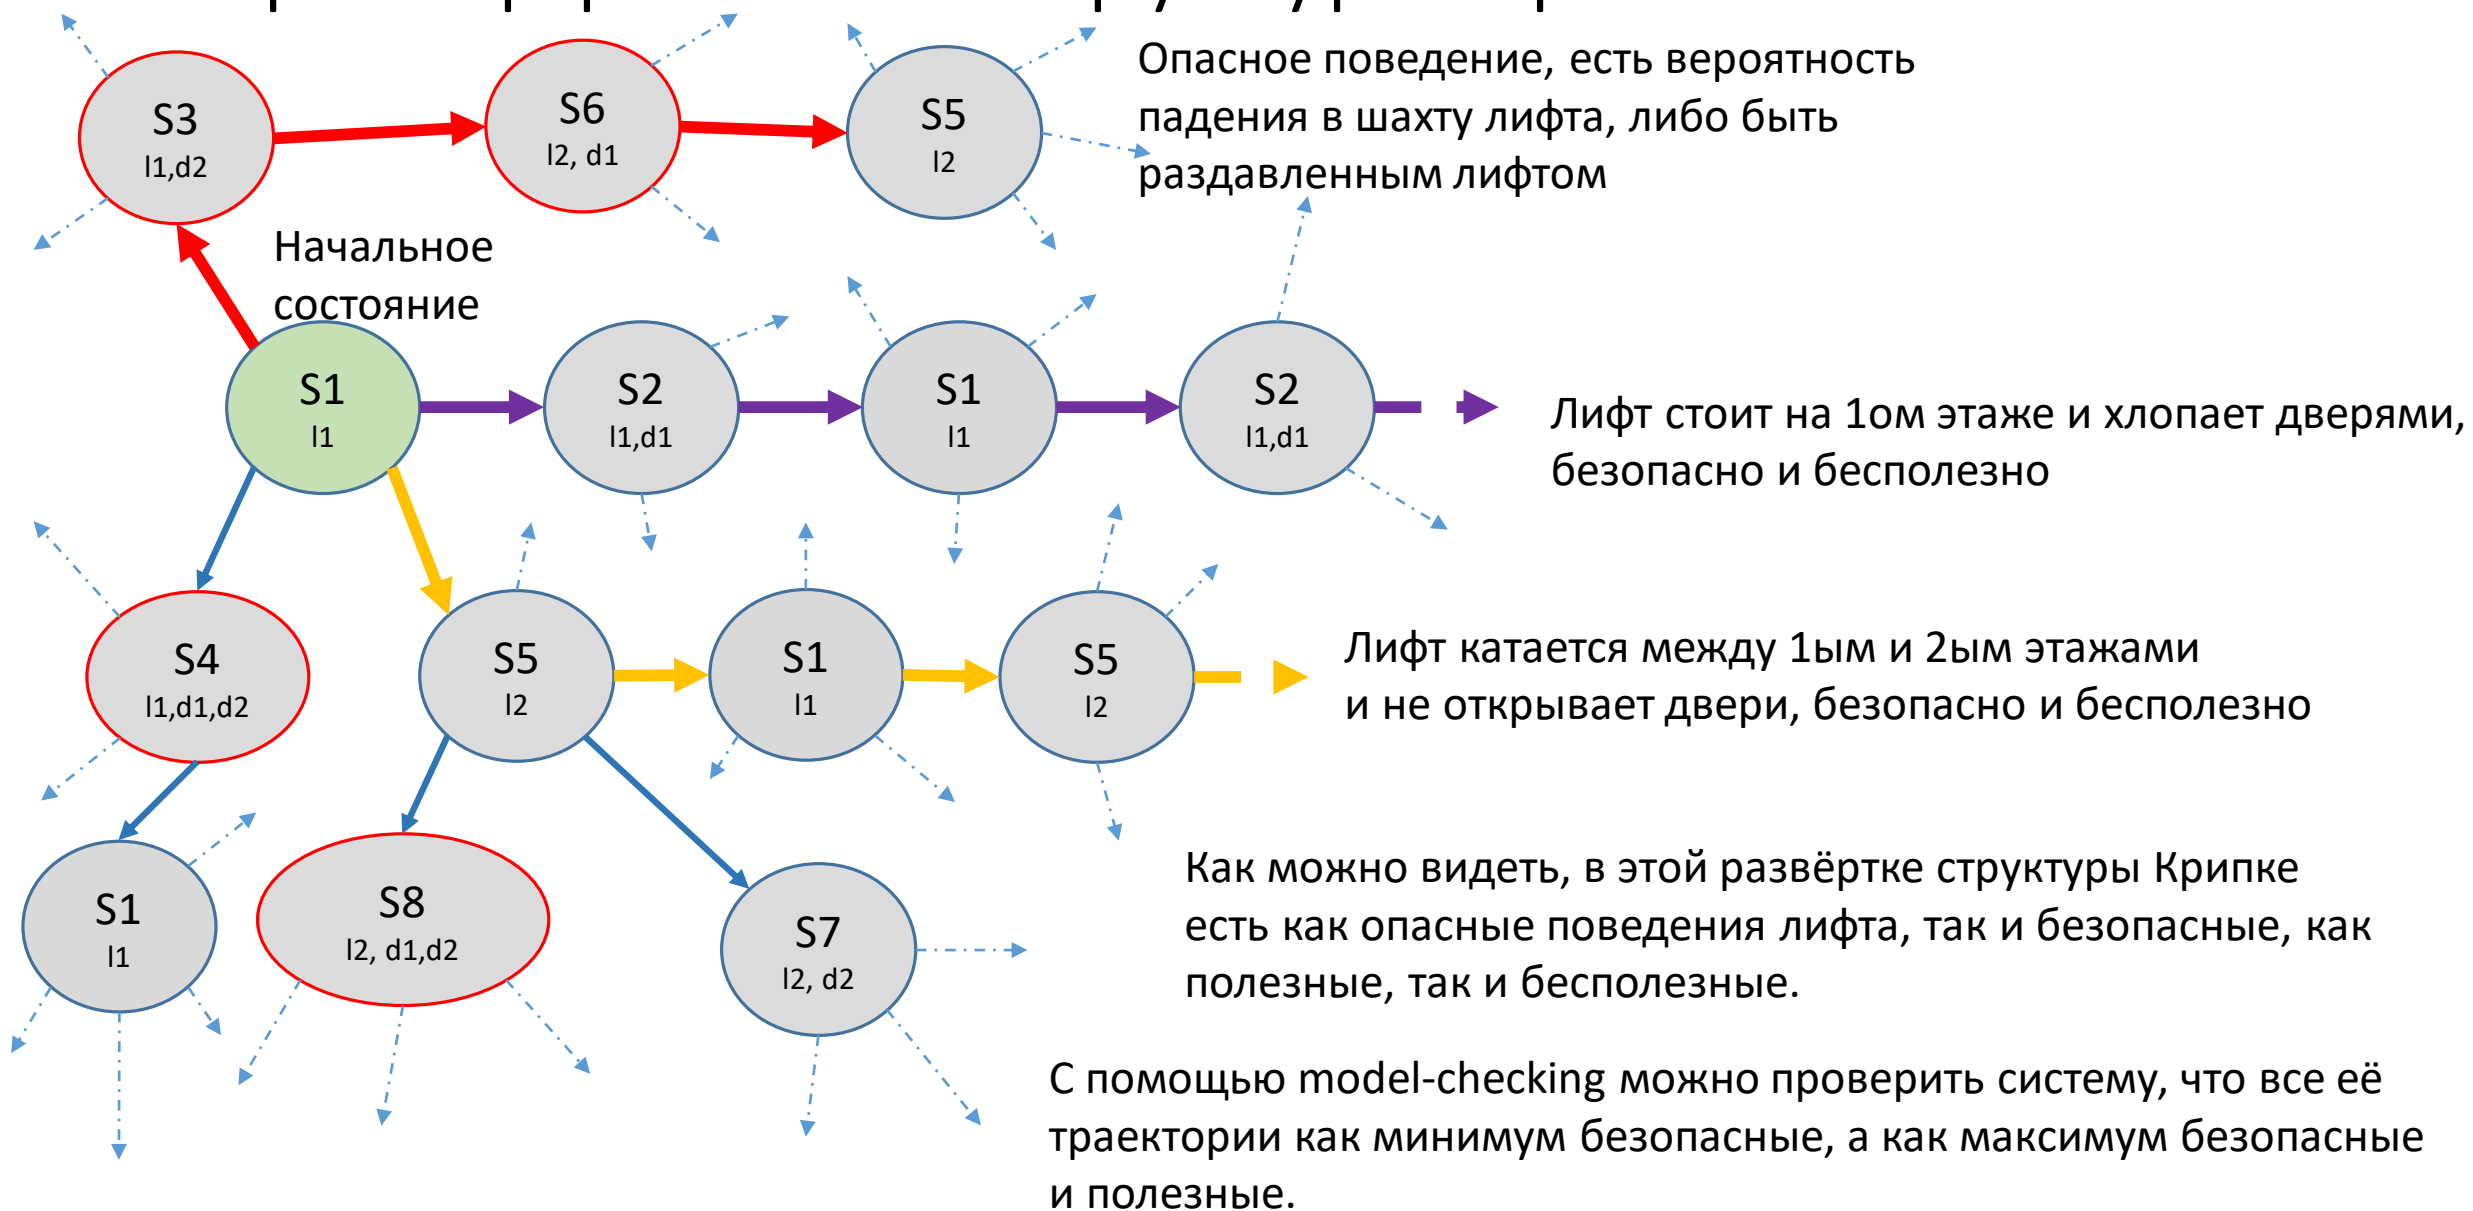 S3
l1,d2
S6
l2, d1
S5
l2
Опасное поведение, есть вероятность
падения в шахту лифта, либо быть
раздавленным лифтом
Начальное
состояние
S1
l1
S2
l1,d1
S1
l1
S2
l1,d1
Лифт стоит на 1ом этаже и хлопает дверями,
безопасно и бесполезно
S4
l1,d1,d2
S5
l2
S1
l1
S5
l2
Лифт катается между 1ым и 2ым этажами
и не открывает двери, безопасно и бесполезно
S1
l1
S8
l2, d1,d2
S7
l2, d2
Как можно видеть, в этой развёртке структуры Крипке
есть как опасные поведения лифта, так и безопасные, как
полезные, так и бесполезные.
С помощью model-checking можно проверить систему, что все её
траектории как минимум безопасные, а как максимум безопасные
и полезные.